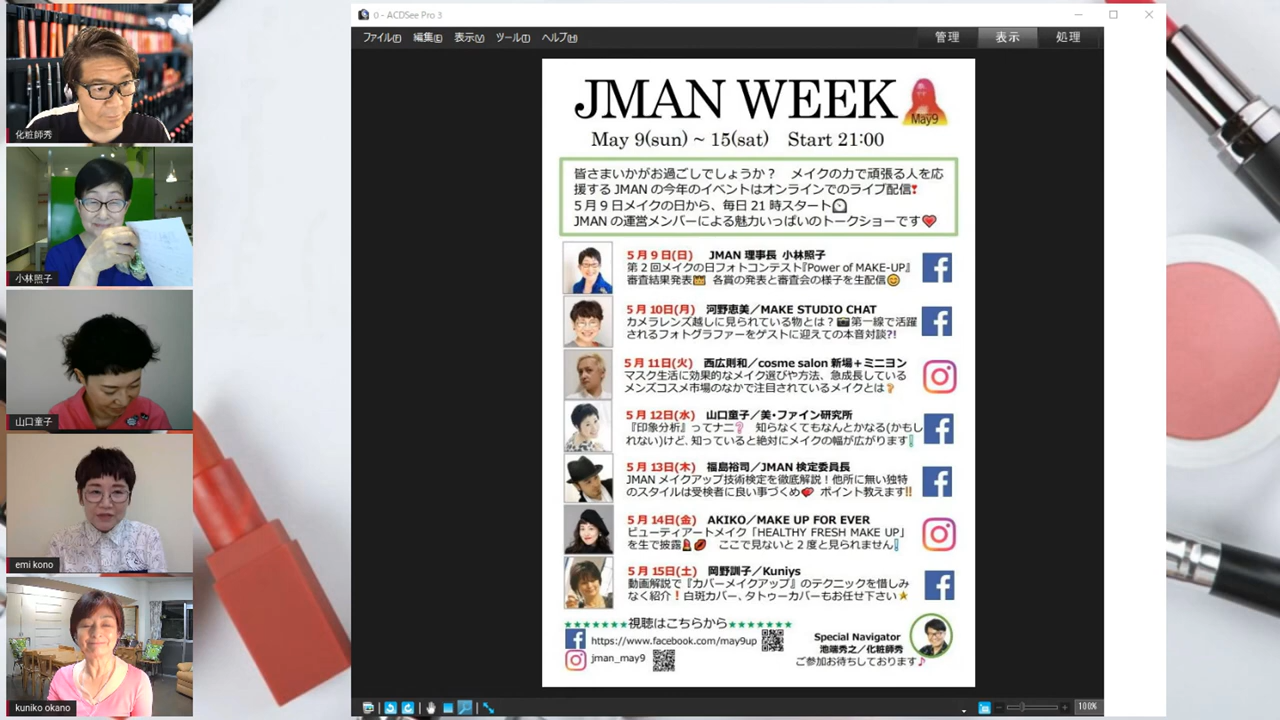 化粧師秀
小林照子
山口童子
emi kono
kuniko okano
0 - ACDSee Pro 3
ファイル(F) 編集(E) 表示(V) ツール(T) ヘルプ(H)
管理 表示 処理
JMAN WEEK
May9
May 9(sun) ~ 15(sat) Start 21:00
皆さまいかがお過ごしでしょうか？ メイクの力で頑張る人を応
援する JMAN の今年のイベントはオンラインでのライブ配信❣
5月9日メイクの日から、毎日 21 時スタート
JMAN の運営メンバーによる魅力いっぱいのトークショーです
5月9日(日) JMAN 理事長 小林照子
第2回メイクの日フォトコンテスト『Power of MAKE-UP』
審査結果発表 各賞の発表と審査会の様子を生配信
5月10日(月) 河野恵美／MAKE STUDIO CHAT
カメラレンズ越しに見られている物とは？第一線で活躍
されるフォトグラファーをゲストに迎えての本音対談?!
5月11日(火) 西広則和／cosme salon 新場＋ミニヨン
マスク生活に効果的なメイク選びや方法、急成長している
メンズコスメ市場のなかで注目されているメイクとは？
5月12日(水) 山口童子／美・ファイン研究所
『印象分析』ってナニ？ 知らなくてもなんとかなる(かもし
れない)けど、知っていると絶対にメイクの幅が広がります！
5月13日(木) 福島裕司／JMAN 検定委員長
JMAN メイクアップ技術検定を徹底解説！他所に無い独特
のスタイルは受検者に良い事づくめ ポイント教えます!!
5月14日(金) AKIKO／MAKE UP FOR EVER
ビューティアートメイク「HEALTHY FRESH MAKE UP」
を生で披露 ここで見ないと2度と見られません！
5月15日(土) 岡野訓子／Kuniys
動画解説で『カバーメイクアップ』のテクニックを惜しみ
なく紹介！白斑カバー、タトゥーカバーもお任せ下さい
★★★★★★★視聴はこちらから★★★★★★★
https://www.facebook.com/may9up
jman_may9
Special Navigator
池端秀之／化粧師秀
ご参加お待ちしております♪
100%